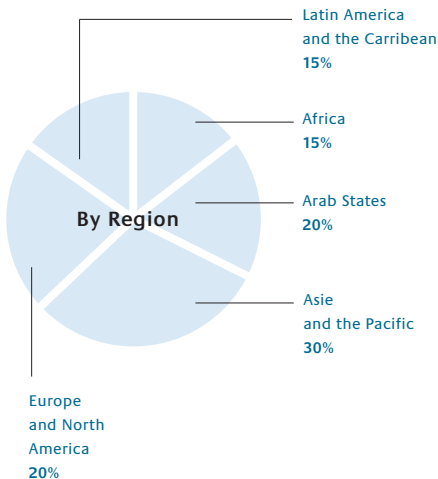 Latin America
and the Carribean
15%
Africa
15%
By Region
Arab States
20%
Asie
and the Pacific
30%
Europe
and North
America
20%